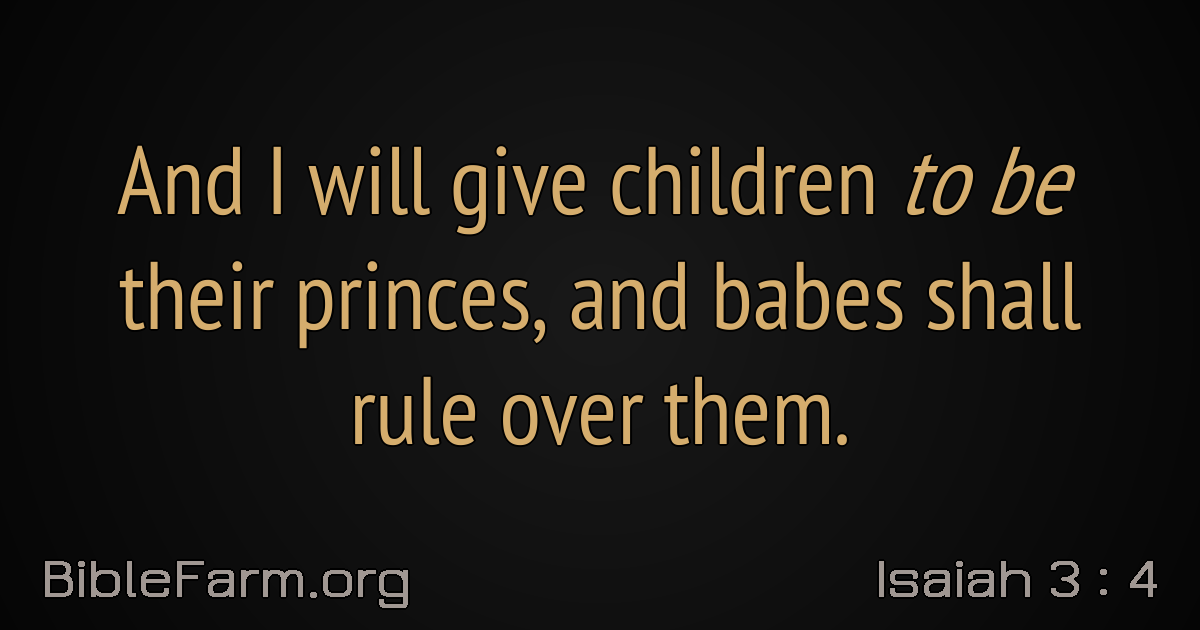 And I will give children to be
their princes, and babes shall
rule over them.
BibleFarm.org
Isaiah 3 : 4